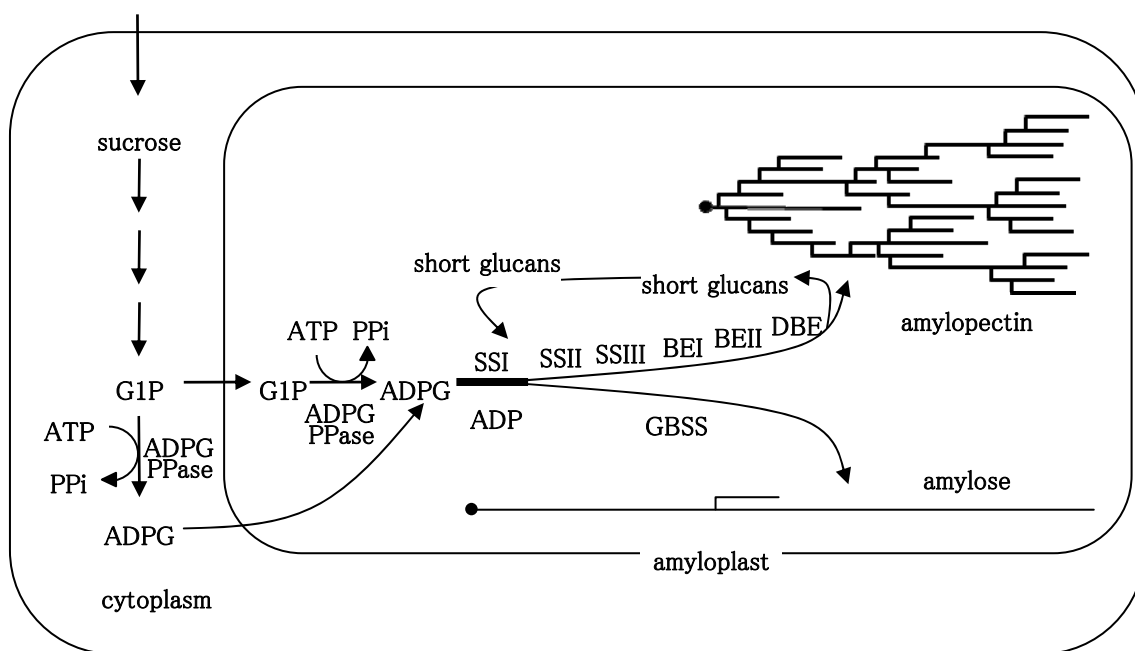 sucrose
short glucans
short glucans
amylopectin
ATP PPi
SSI SSII SSIII BEI BEII DBE
G1P
G1P
ADPG
ADPG
PPase
ADP
GBSS
ATP
ADPG
PPase
PPi
amylose
ADPG
amyloplast
cytoplasm